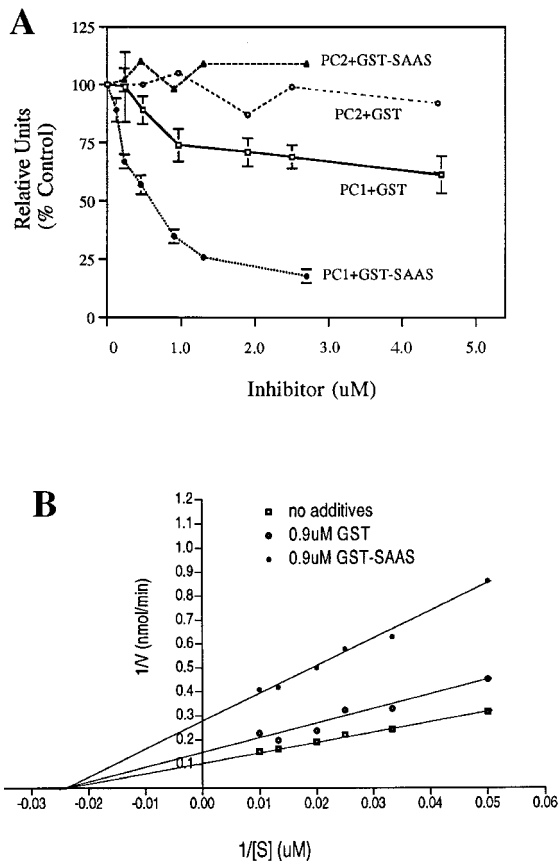 A
125
100
75
50
25
0
Relative Units
(% Control)
PC2+GST-SAAS
PC2+GST
PC1+GST
PC1+GST-SAAS
0 1.0 2.0 3.0 4.0 5.0
Inhibitor (uM)
B
1.2
1.1
1.0
0.9
0.8
0.7
0.6
0.5
0.4
0.3
0.2
0.1
1/V (nmol/min)
no additives
0.9uM GST
0.9uM GST-SAAS
-0.03 -0.02 -0.01 0.00 0.01 0.02 0.03 0.04 0.05 0.06
1/[S] (uM)